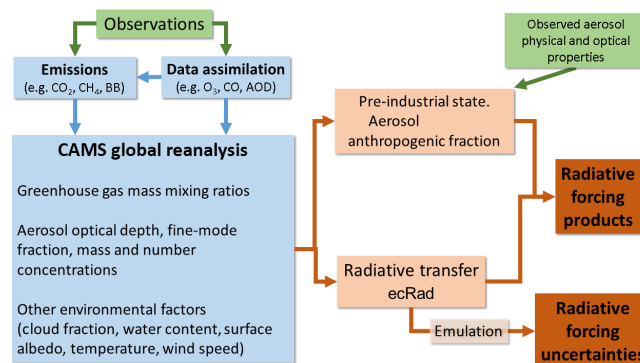 Observations
Observed aerosol
physical and optical
properties
Emissions
(e.g. CO₂, CH₄, BB)
Data assimilation
(e.g. O₃, CO, AOD)
Pre-industrial state.
Aerosol
anthropogenic fraction
CAMS global reanalysis
Greenhouse gas mass mixing ratios
Aerosol optical depth, fine-mode
fraction, mass and number
concentrations
Other environmental factors
(cloud fraction, water content, surface
albedo, temperature, wind speed)
Radiative
forcing
products
Radiative transfer
ecRad
Emulation
Radiative
forcing
uncertainties